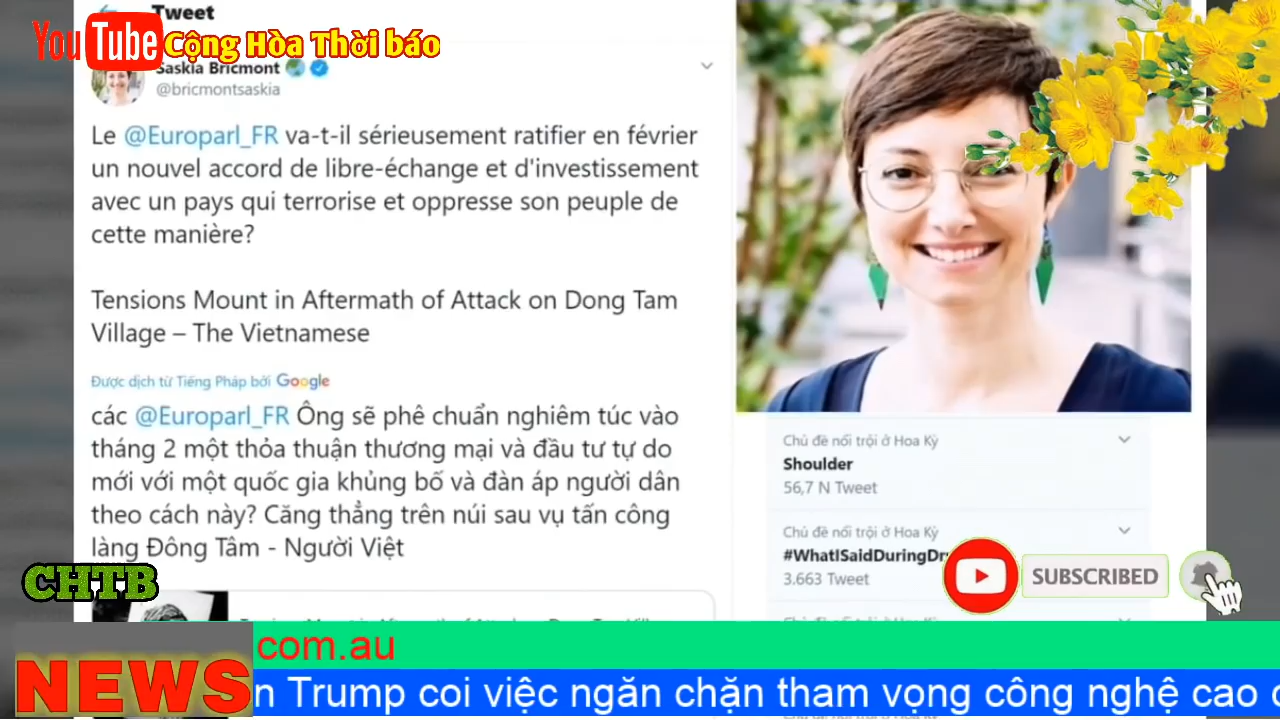 Tweet
YouTube
Cộng Hòa Thời báo
Saskia Bricmont
@bricmontsaskia
Le @Europarl_FR va-t-il sérieusement ratifier en février
un nouvel accord de libre-échange et d'investissement
avec un pays qui terrorise et oppresse son peuple de
cette manière?
Tensions Mount in Aftermath of Attack on Dong Tam
Village – The Vietnamese
Được dịch từ Tiếng Pháp bởi Google
các @Europarl_FR Ông sẽ phê chuẩn nghiêm túc vào
tháng 2 một thỏa thuận thương mại và đầu tư tự do
mới với một quốc gia khủng bố và đàn áp người dân
theo cách này? Căng thẳng trên núi sau vụ tấn công
làng Đông Tâm - Người Việt
Chủ đề nổi trội ở Hoa Kỳ
Shoulder
56,7 N Tweet
Chủ đề nổi trội ở Hoa Kỳ
#WhatISaidDuringDr
3.663 Tweet
SUBSCRIBED
CHTB
com.au
NEWS
n Trump coi việc ngăn chặn tham vọng công nghệ cao